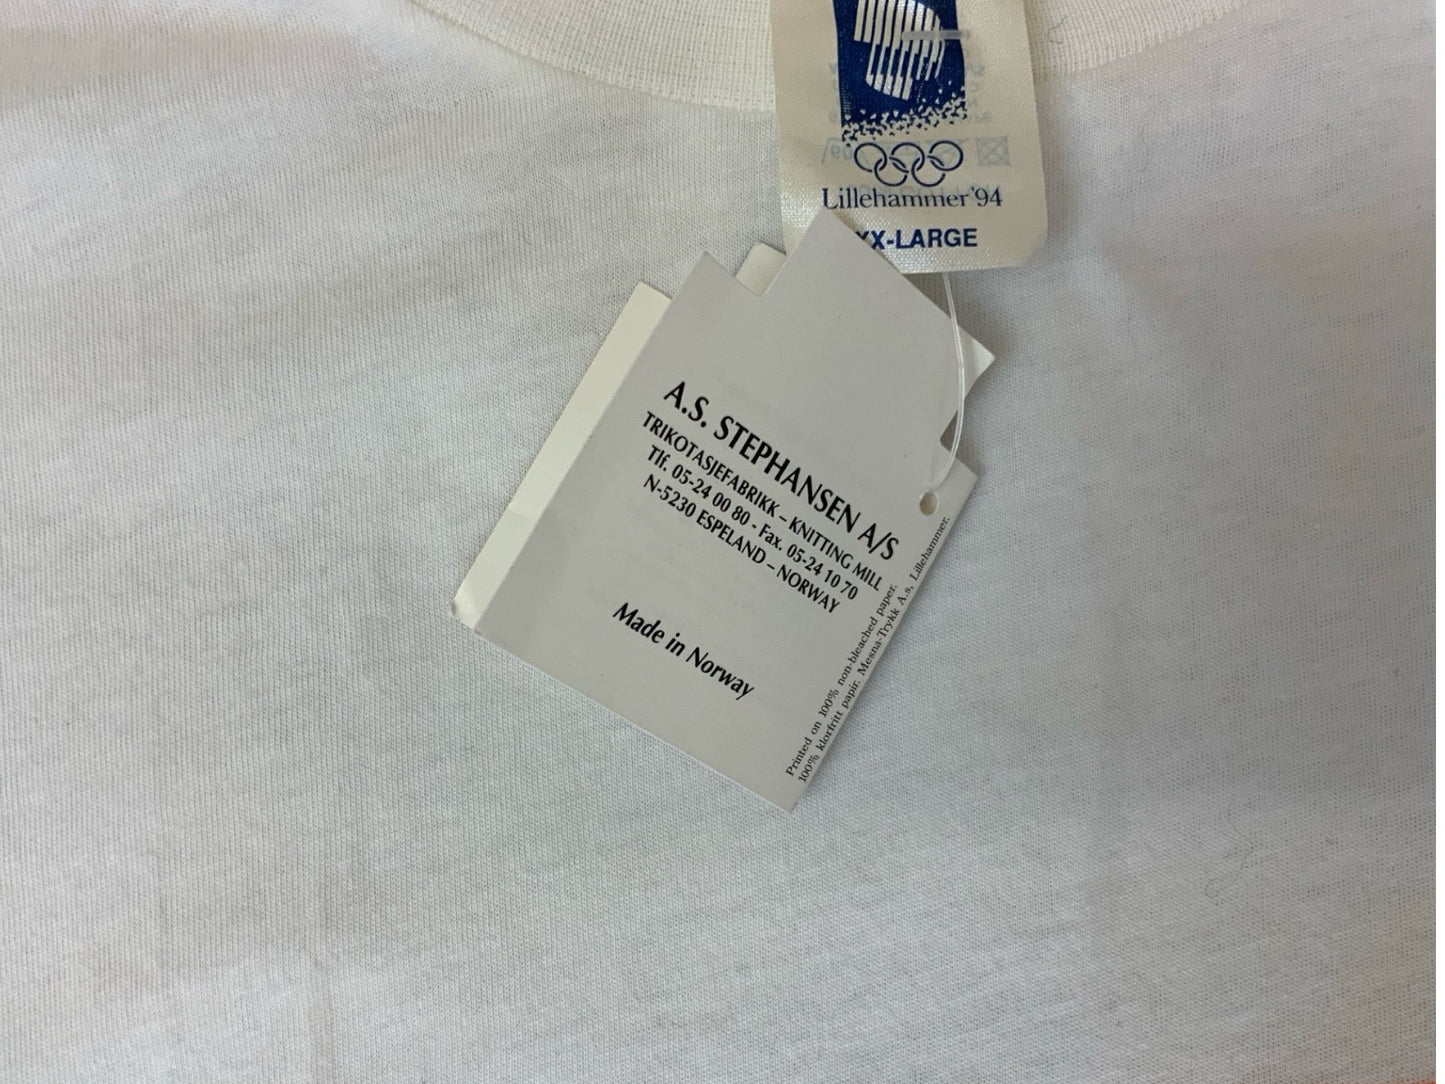 Lillehammer'94
XX-LARGE
A.S. STEPHANSEN A/S
TRIKOTASJEFABRIKK – KNITTING MILL
Tlf. 05-24 00 80 - Fax. 05-24 10 70
N-5230 ESPELAND – NORWAY
Made in Norway
Printed on 100% non-bleached paper.
100% klorfritt papir. Mesna-Trykk A.s, Lillehammer.